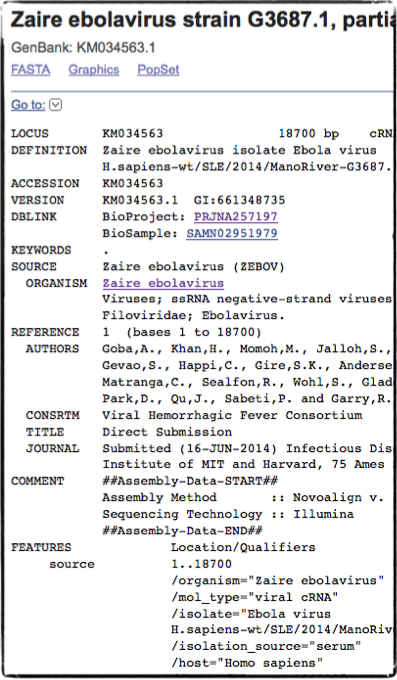 Zaire ebolavirus strain G3687.1, partia
GenBank: KM034563.1
FASTA Graphics PopSet
Go to:
LOCUS KM034563 18700 bp cRN
DEFINITION Zaire ebolavirus isolate Ebola virus
H.sapiens-wt/SLE/2014/ManoRiver-G3687.
ACCESSION KM034563
VERSION KM034563.1 GI:661348735
DBLINK BioProject: PRJNA257197
BioSample: SAMN02951979
KEYWORDS .
SOURCE Zaire ebolavirus (ZEBOV)
ORGANISM Zaire ebolavirus
Viruses; ssRNA negative-strand viruses
Filoviridae; Ebolavirus.
REFERENCE 1 (bases 1 to 18700)
AUTHORS Goba,A., Khan,H., Momoh,M., Jalloh,S.,
Gevao,S., Happi,C., Gire,S.K., Anderse
Matranga,C., Sealfon,R., Wohl,S., Glad
Park,D., Qu,J., Sabeti,P. and Garry,R.
CONSRTM Viral Hemorrhagic Fever Consortium
TITLE Direct Submission
JOURNAL Submitted (16-JUN-2014) Infectious Dis
Institute of MIT and Harvard, 75 Ames
COMMENT ##Assembly-Data-START##
Assembly Method :: Novoalign v.
Sequencing Technology :: Illumina
##Assembly-Data-END##
FEATURES Location/Qualifiers
source 1..18700
/organism="Zaire ebolavirus"
/mol_type="viral cRNA"
/isolate="Ebola virus
H.sapiens-wt/SLE/2014/ManoRive
/isolation_source="serum"
/host="Homo sapiens"